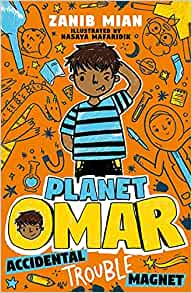 ZANIB MIAN
ILLUSTRATED BY
NASAYA MAFARIDIK
PLANET
OMAR
ACCIDENTAL
TROUBLE
MAGNET